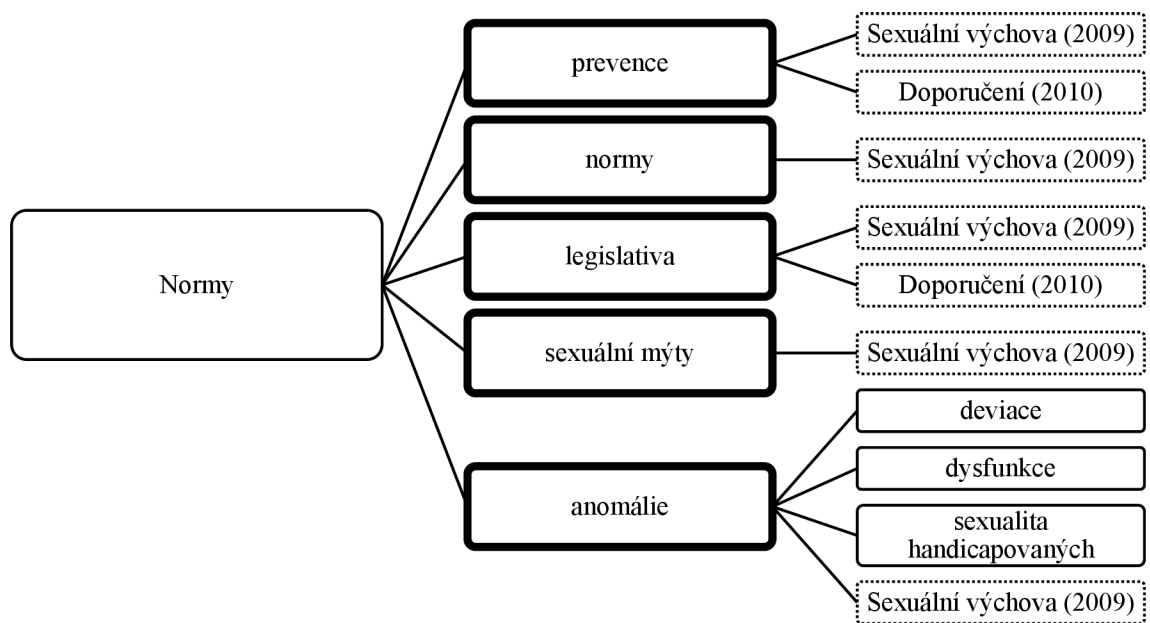 Normy
prevence
Sexuální výchova (2009)
Doporučení (2010)
normy
Sexuální výchova (2009)
legislativa
Sexuální výchova (2009)
Doporučení (2010)
sexuální mýty
Sexuální výchova (2009)
anomálie
deviace
dysfunkce
sexualita
handicapovaných
Sexuální výchova (2009)